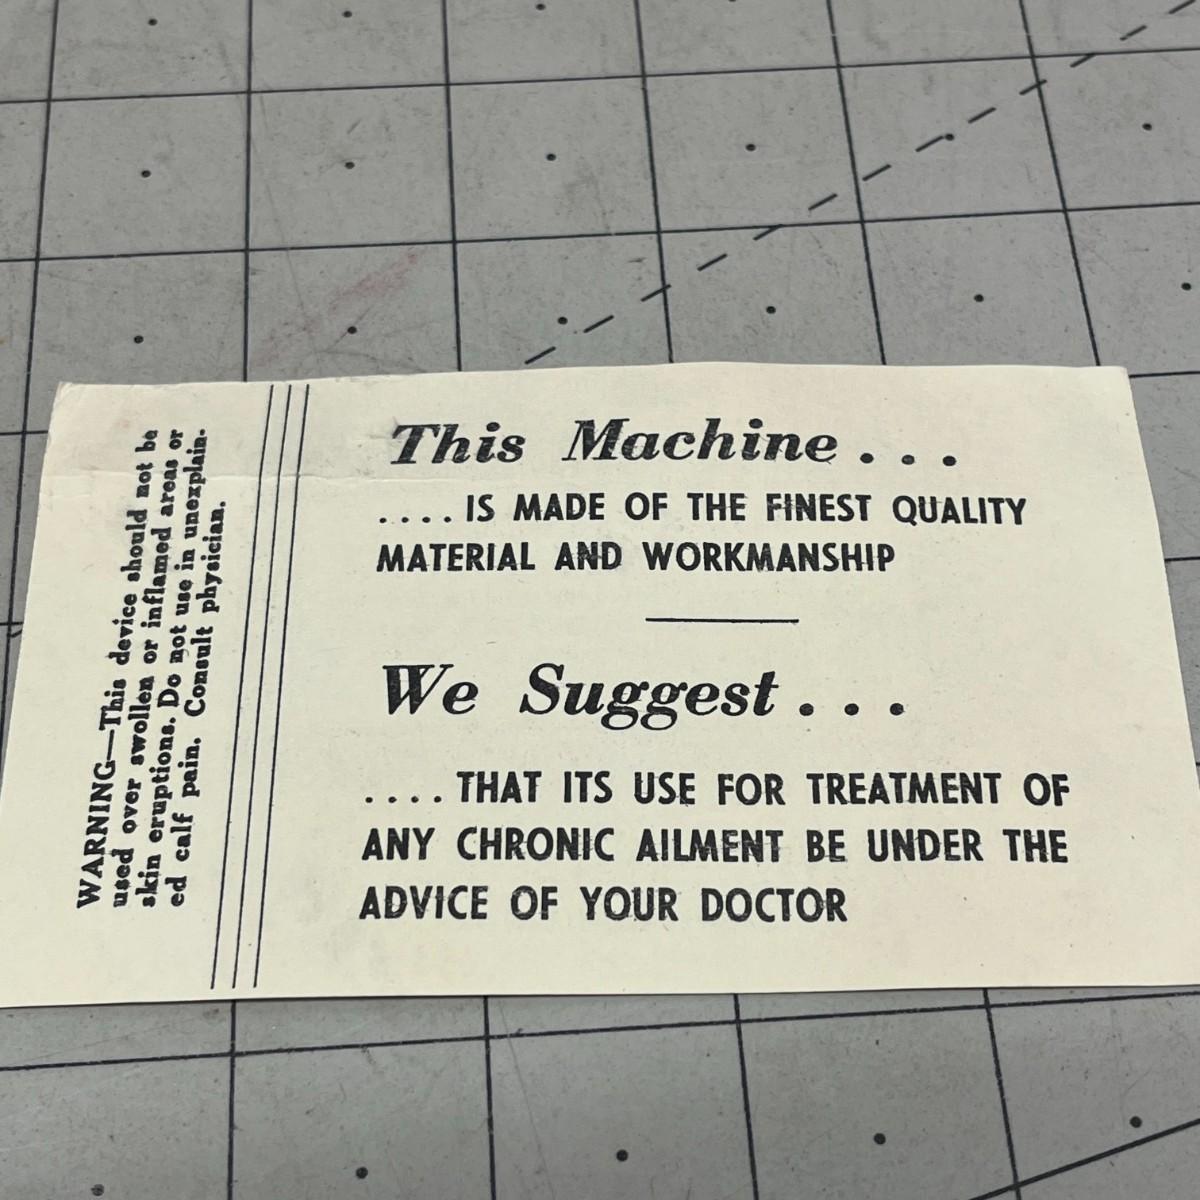 WARNING—This device should not be
used over swollen or inflamed areas or
skin eruptions. Do not use in unexplain-
ed calf pain. Consult physician.
This Machine . . .
. . . . IS MADE OF THE FINEST QUALITY
MATERIAL AND WORKMANSHIP
We Suggest . . .
. . . . THAT ITS USE FOR TREATMENT OF
ANY CHRONIC AILMENT BE UNDER THE
ADVICE OF YOUR DOCTOR